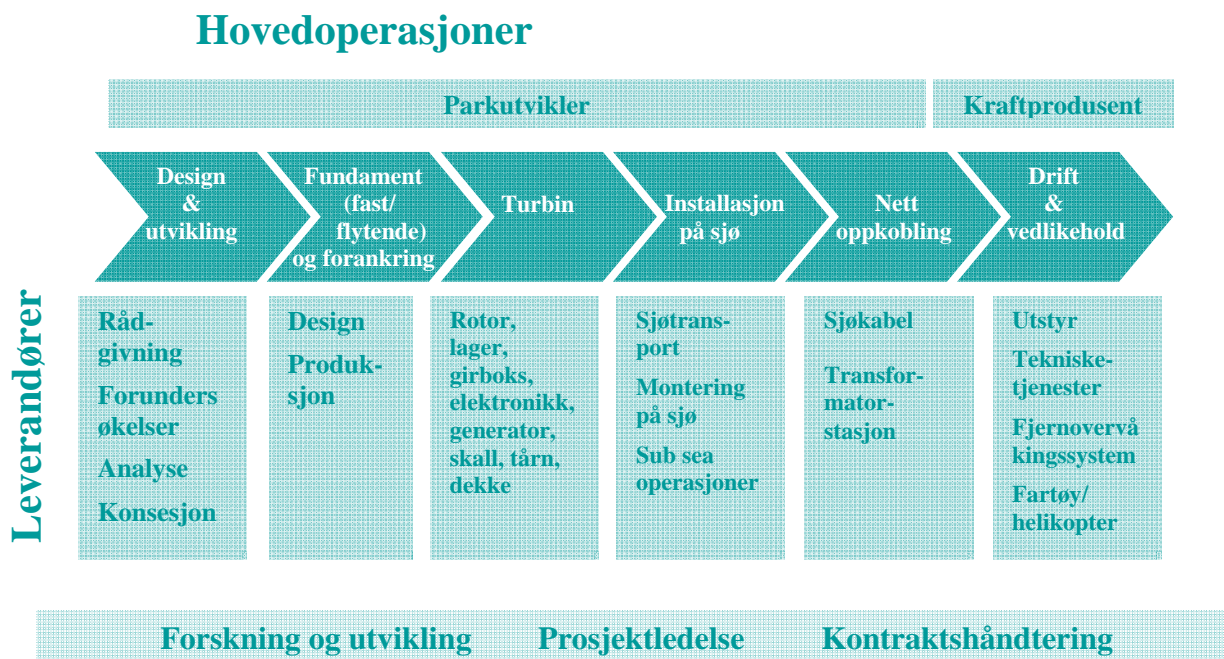 Hovedoperasjoner
Parkutvikler
Kraftprodusent
Design
&
utvikling
Fundament
(fast/
flytende)
og forankring
Turbin
Installasjon
på sjø
Nett
oppkobling
Drift
&
vedlikehold
Leverandører
Råd-
givning
Forunders
økelser
Analyse
Konsesjon
Design
Produk-
sjon
Rotor,
lager,
girboks,
elektronikk,
generator,
skall, tårn,
dekke
Sjøtrans-
port
Montering
på sjø
Sub sea
operasjoner
Sjøkabel
Transfor-
mator-
stasjon
Utstyr
Tekniske-
tjenester
Fjernovervå
kingssystem
Fartøy/
helikopter
Forskning og utvikling
Prosjektledelse
Kontraktshåndtering